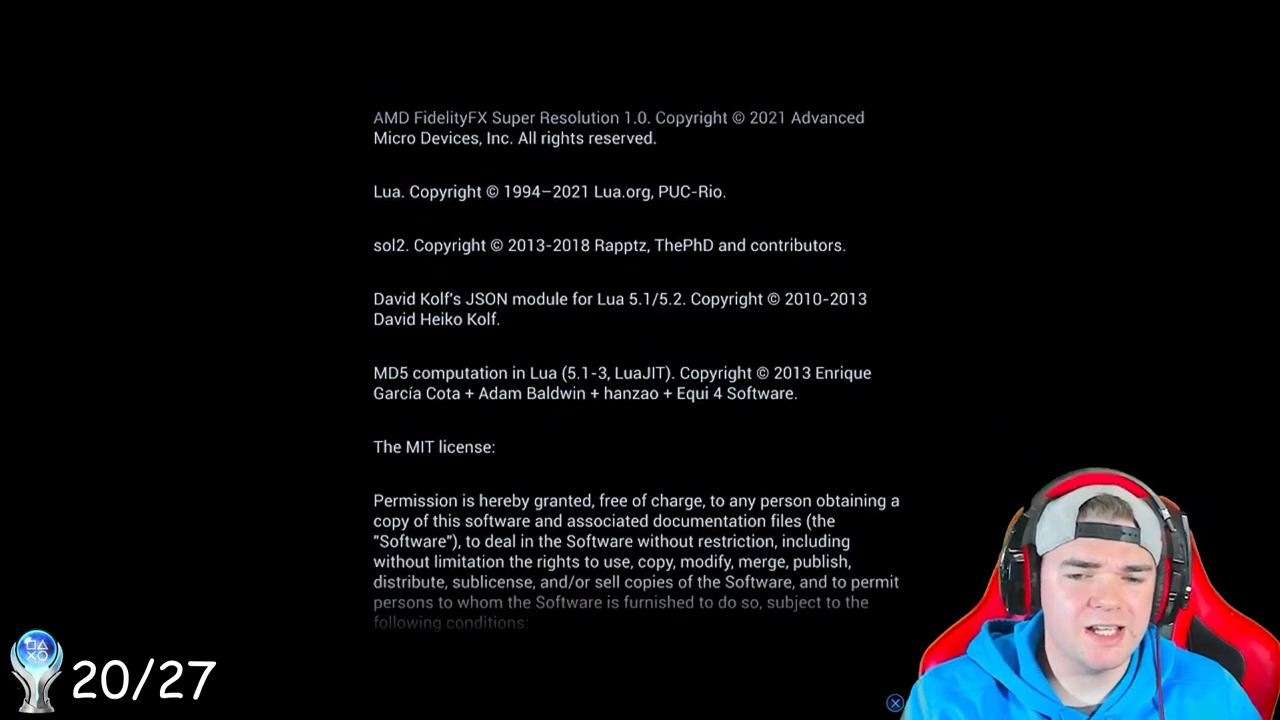 AMD FidelityFX Super Resolution 1.0. Copyright © 2021 Advanced
Micro Devices, Inc. All rights reserved.
Lua. Copyright © 1994–2021 Lua.org, PUC-Rio.
sol2. Copyright © 2013-2018 Rapptz, ThePhD and contributors.
David Kolf's JSON module for Lua 5.1/5.2. Copyright © 2010-2013
David Heiko Kolf.
MD5 computation in Lua (5.1-3, LuaJIT). Copyright © 2013 Enrique
García Cota + Adam Baldwin + hanzao + Equi 4 Software.
The MIT license:
Permission is hereby granted, free of charge, to any person obtaining a
copy of this software and associated documentation files (the
"Software"), to deal in the Software without restriction, including
without limitation the rights to use, copy, modify, merge, publish,
distribute, sublicense, and/or sell copies of the Software, and to permit
persons to whom the Software is furnished to do so, subject to the
following conditions:
20/27